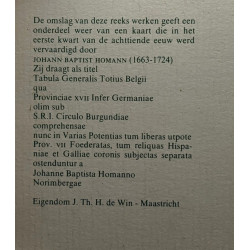 De omslag van deze reeks werken geeft een
onderdeel weer van een kaart die in het
eerste kwart van de achttiende eeuw werd
vervaardigd door
JOHANN BAPTIST HOMANN (1663-1724)
Zij draagt als titel
Tabula Generalis Totius Belgii
qua
Provinciae XVII Infer Germaniae
olim sub
S.R.I. Circulo Burgundiae
comprehensae
nunc in Varias Potentias tum liberas utpote
Prov. VII Foederatas, tum reliquas Hispa-
niae et Galliae coronis subjectas separata
ostenduntur a
Johanne Baptista Homanno
Norimbergae
Eigendom J. Th. H. de Win - Maastricht